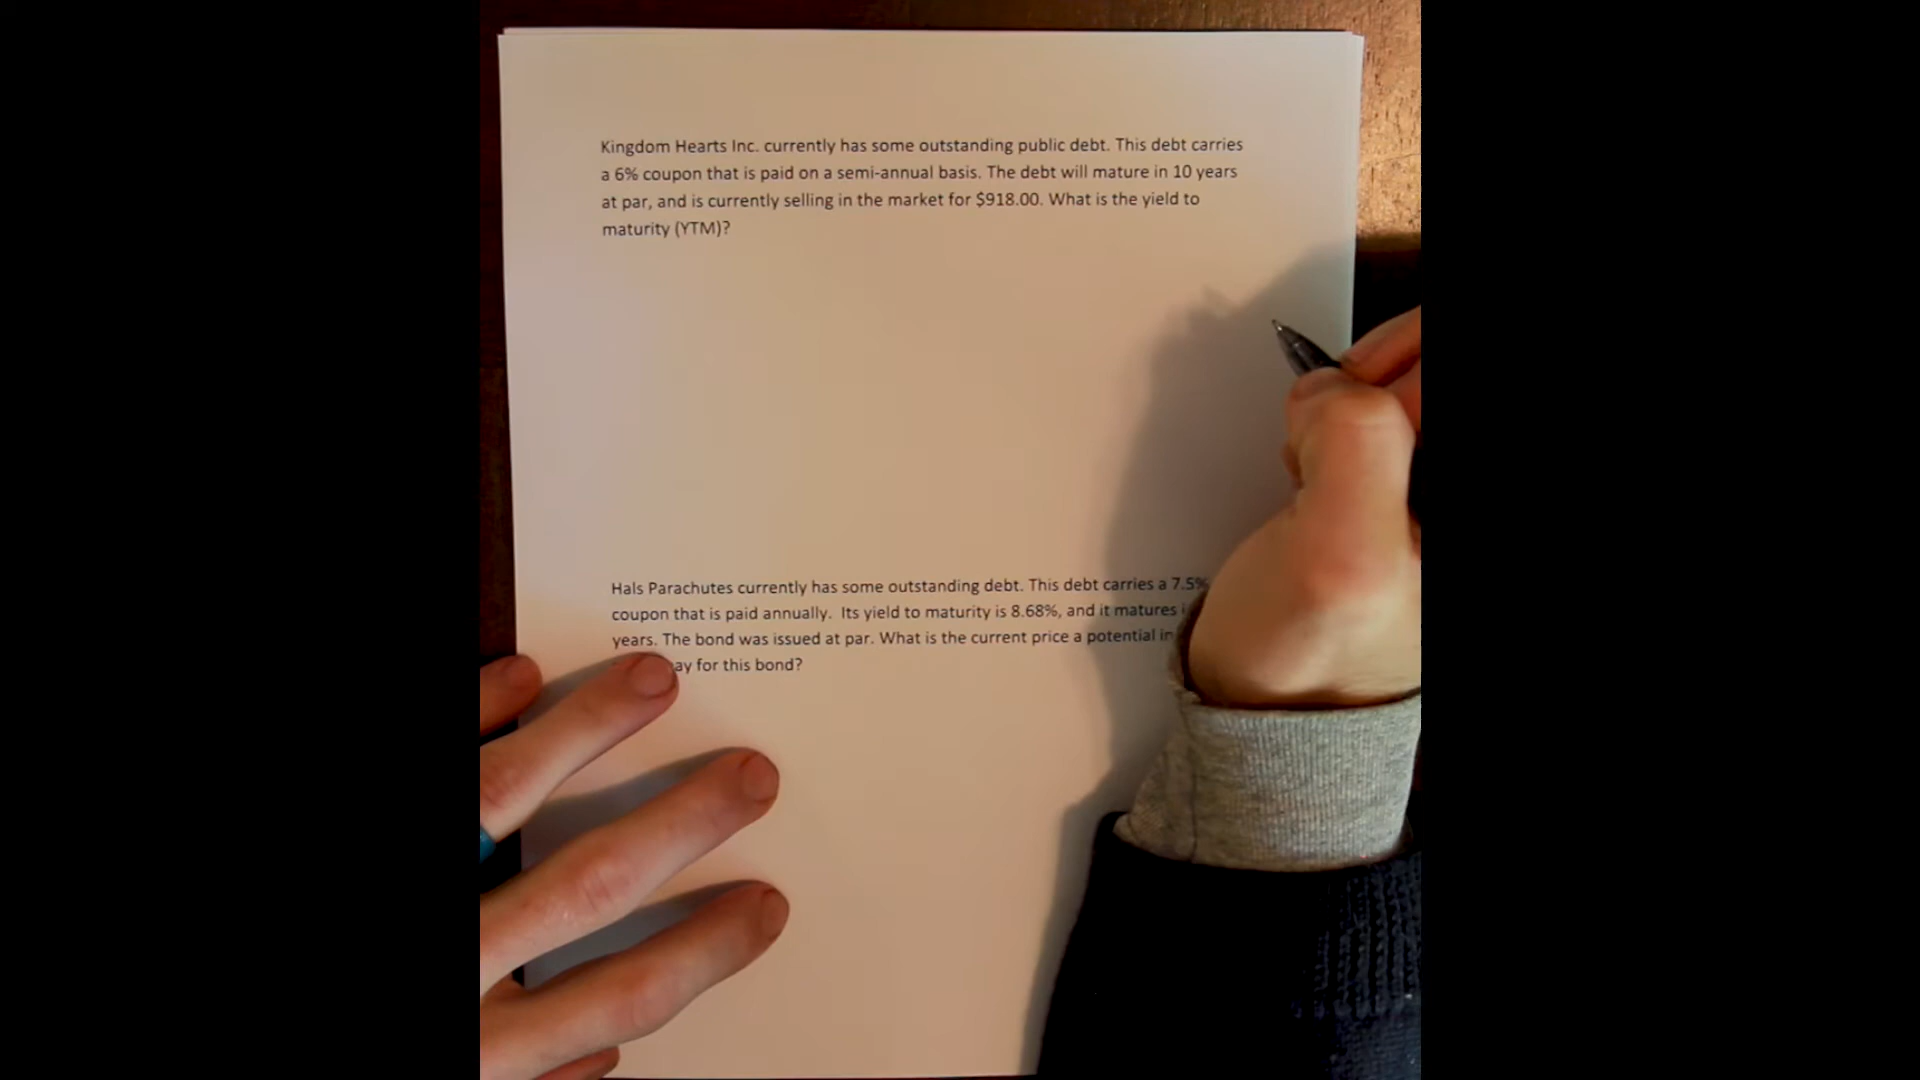 Kingdom Hearts Inc. currently has some outstanding public debt. This debt carries
a 6% coupon that is paid on a semi-annual basis. The debt will mature in 10 years
at par, and is currently selling in the market for $918.00. What is the yield to
maturity (YTM)?
Hals Parachutes currently has some outstanding debt. This debt carries a 7.5%
coupon that is paid annually. Its yield to maturity is 8.68%, and it matures
years. The bond was issued at par. What is the current price a potential
for this bond?